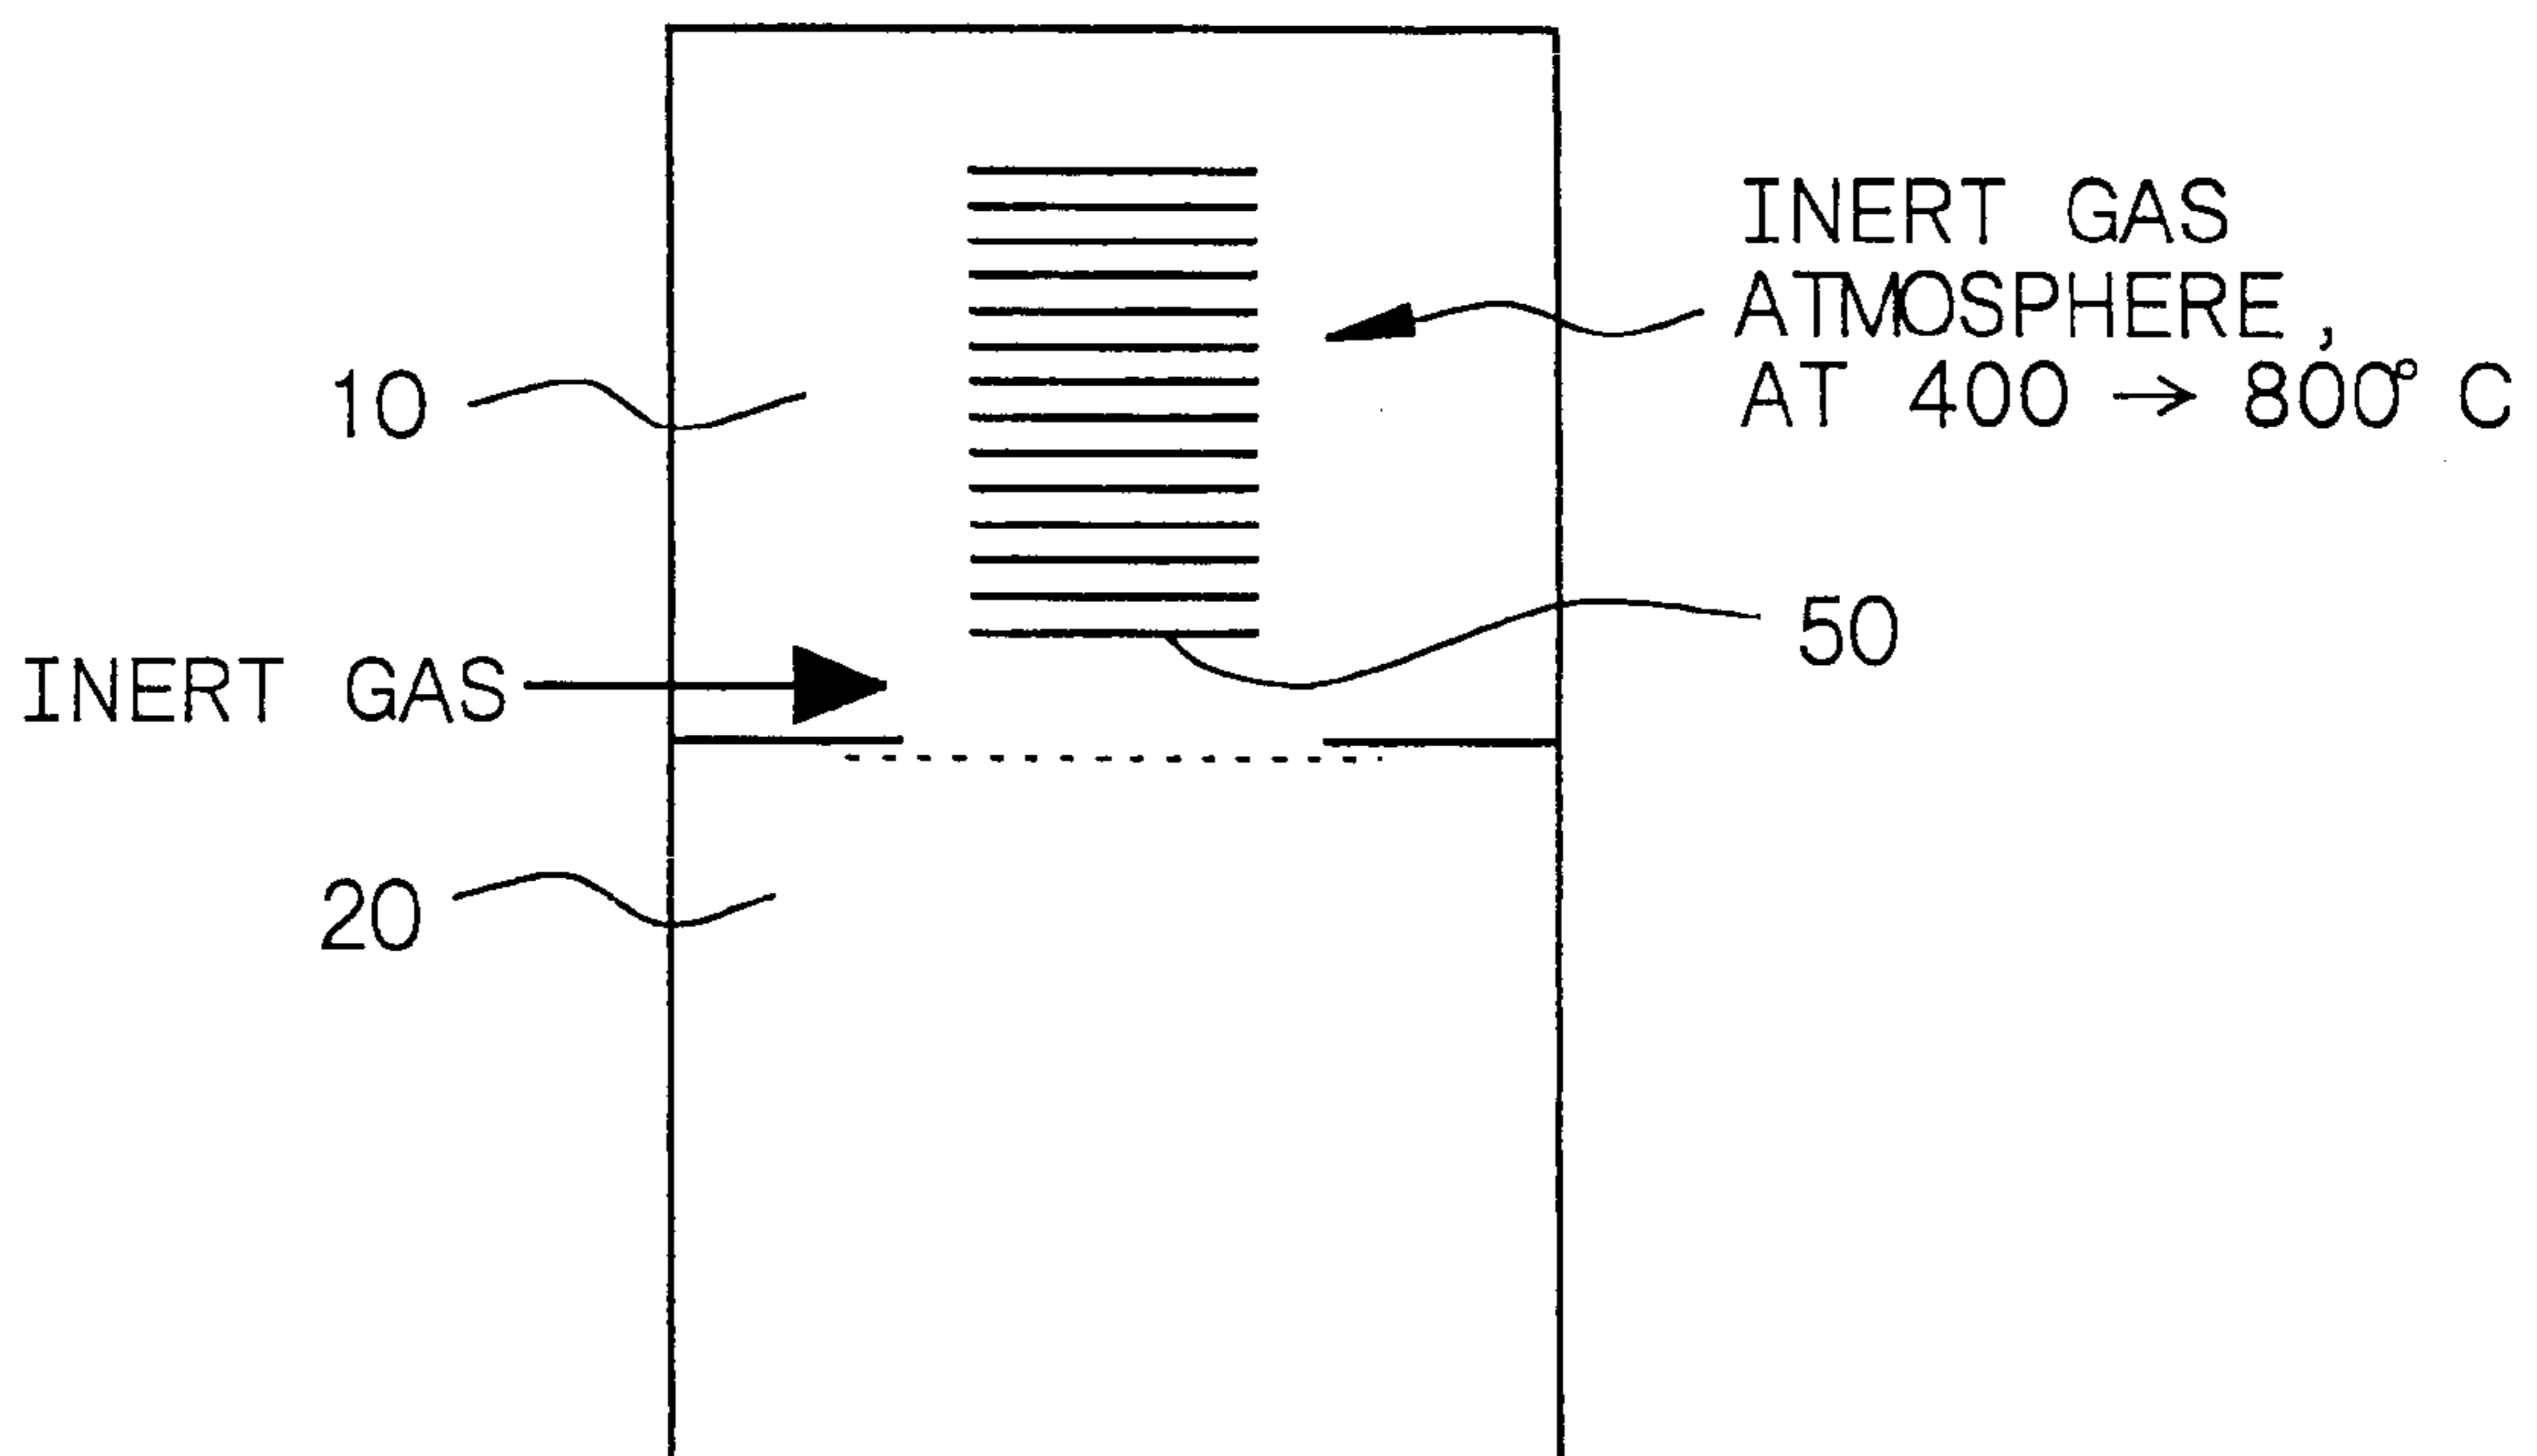 INERT GAS
ATMOSPHERE,
AT 400 → 800° C
10
50
INERT GAS
20